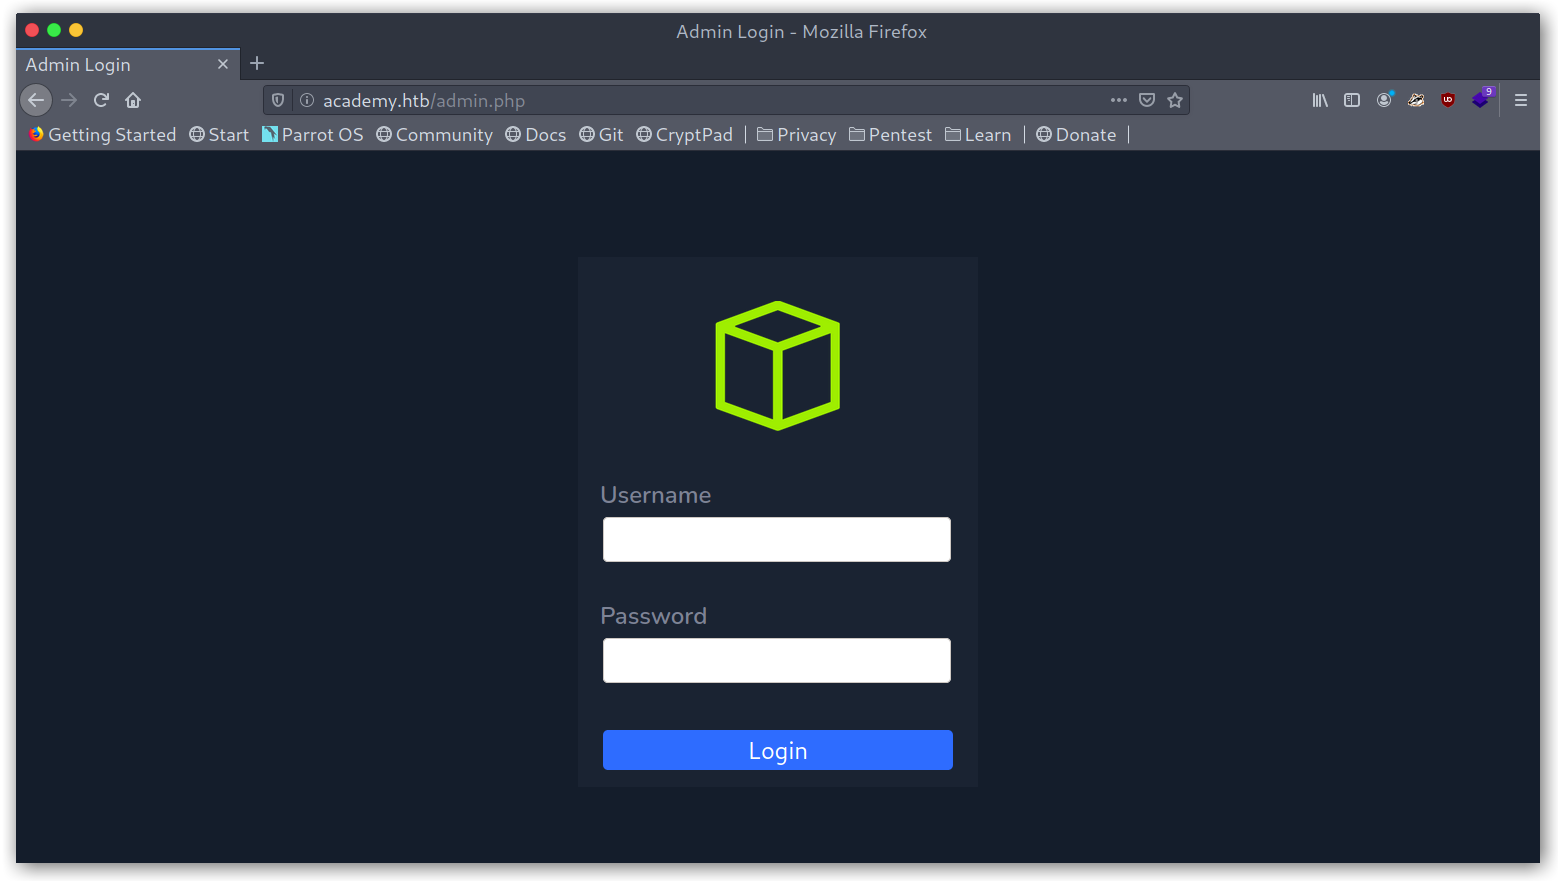 Admin Login - Mozilla Firefox
Admin Login
academy.htb/admin.php
9
Getting Started Start Parrot OS Community Docs Git CryptPad Privacy Pentest Learn Donate
Username
Password
Login